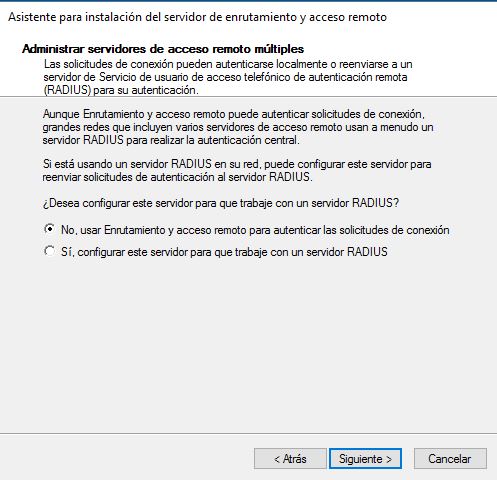 Asistente para instalación del servidor de enrutamiento y acceso remoto
Administrar servidores de acceso remoto múltiples
Las solicitudes de conexión pueden autenticarse localmente o reenviarse a un
servidor de Servicio de usuario de acceso telefónico de autenticación remota
(RADIUS) para su autenticación.
Aunque Enrutamiento y acceso remoto puede autenticar solicitudes de conexión,
grandes redes que incluyen varios servidores de acceso remoto usan a menudo un
servidor RADIUS para realizar la autenticación central.
Si está usando un servidor RADIUS en su red, puede configurar este servidor para
reenviar solicitudes de autenticación al servidor RADIUS.
¿Desea configurar este servidor para que trabaje con un servidor RADIUS?
No, usar Enrutamiento y acceso remoto para autenticar las solicitudes de conexión
Sí, configurar este servidor para que trabaje con un servidor RADIUS
< Atrás Siguiente > Cancelar